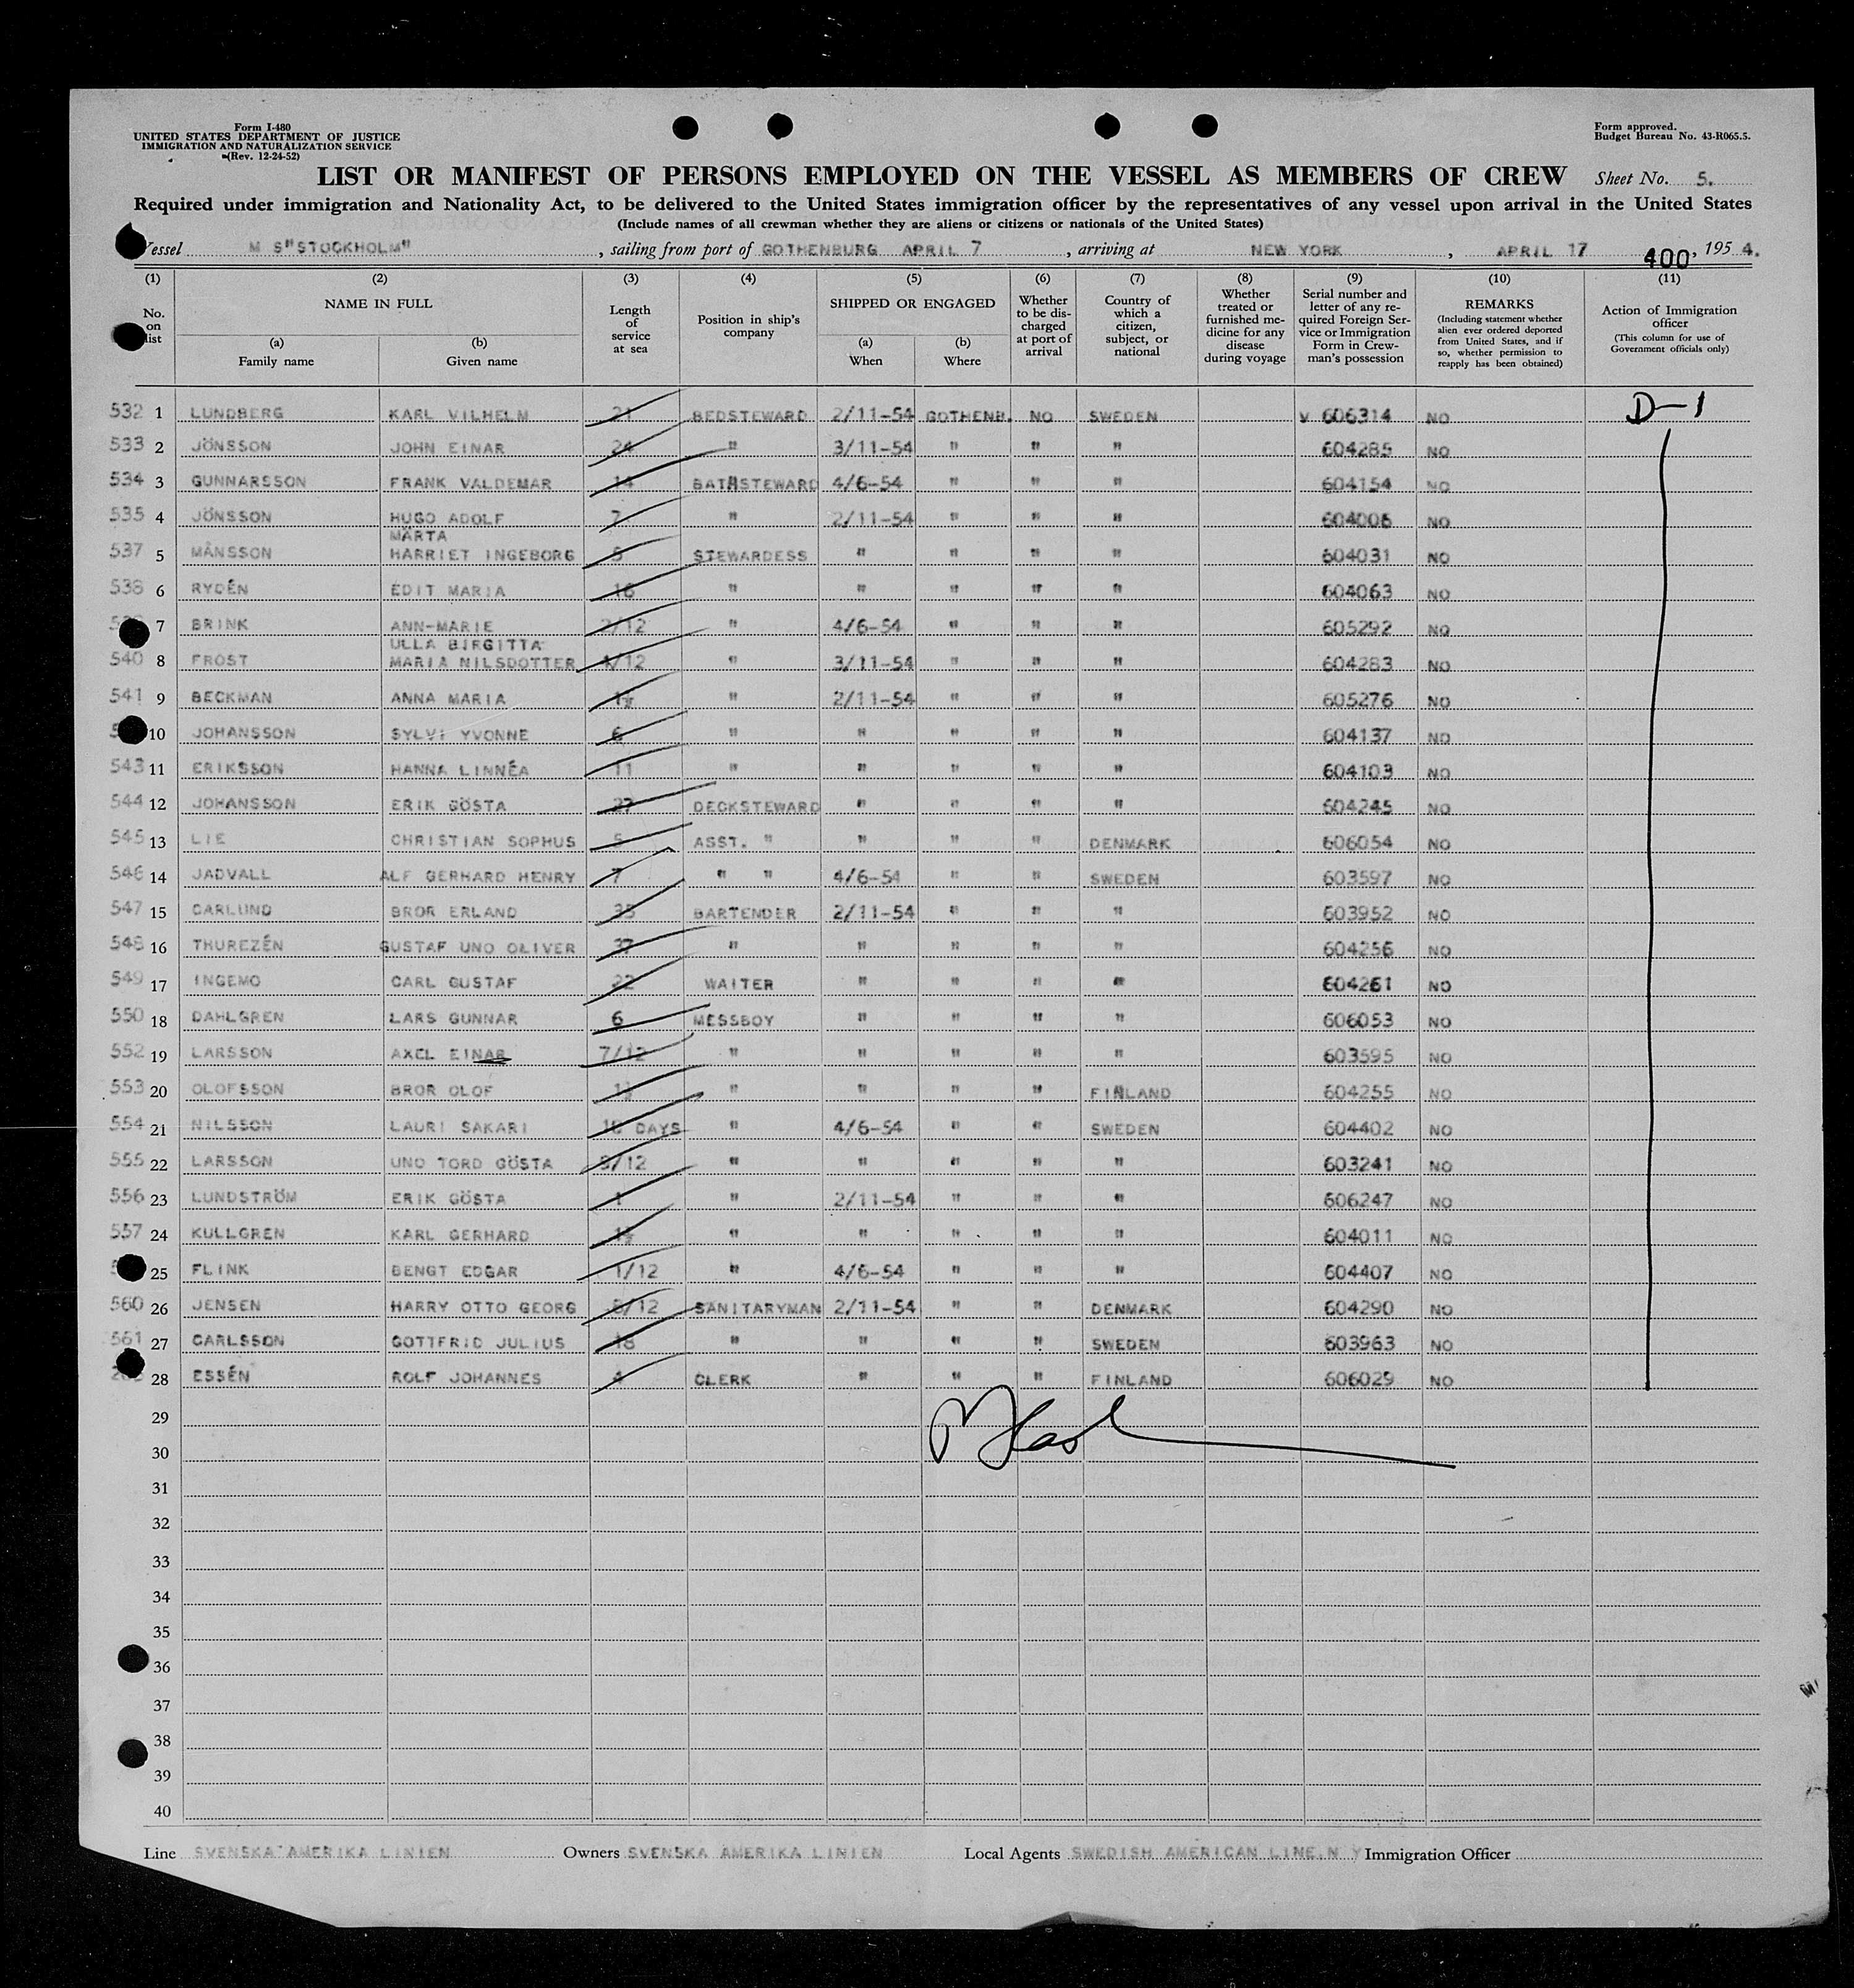 Form I-480
UNITED STATES DEPARTMENT OF JUSTICE
IMMIGRATION AND NATURALIZATION SERVICE
(Rev. 12-24-52)
Form approved.
Budget Bureau No. 43-R065.5.
LIST OR MANIFEST OF PERSONS EMPLOYED ON THE VESSEL AS MEMBERS OF CREW Sheet No. 5.
Required under immigration and Nationality Act, to be delivered to the United States immigration officer by the representatives of any vessel upon arrival in the United States
(Include names of all crewman whether they are aliens or citizens or nationals of the United States)
Vessel M S "STOCKHOLM", sailing from port of GOTHENBURG APRIL 7, arriving at NEW YORK, APRIL 17 400, 195 4.
(1) (2) (3) (4) (5) (6) (7) (8) (9) (10) (11)
No. on list
NAME IN FULL
(a) Family name
(b) Given name
Length of service at sea
Position in ship's company
SHIPPED OR ENGAGED
(a) When
(b) Where
Whether to be discharged at port of arrival
Country of which a citizen, subject, or national
Whether treated or furnished medicine for any disease during voyage
Serial number and letter of any required Foreign Service or Immigration Form in Crewman's possession
REMARKS
(Including statement whether alien ever ordered deported from United States, and if so, whether permission to reapply has been obtained)
Action of Immigration officer
(This column for use of Government officials only)
532 1 LUNDBERG KARL VILHELM 21 BEDSTEWARD 2/11-54 GOTHENB. NO SWEDEN V 606314 NO D-1
533 2 JÖNSSON JOHN EINAR 24 " 3/11-54 " " " 604285 NO
534 3 GUNNARSSON FRANK VALDEMAR 14 BATHSTEWARD 4/6-54 " " " 604154 NO
535 4 JÖNSSON HUGO ADOLF 7 " 2/11-54 " " " 604006 NO
MÄRTA
537 5 MÅNSSON HARRIET INGEBORG 5 STEWARDESS " " " " 604031 NO
538 6 RYDÉN EDIT MARIA 16 " " " " " 604063 NO
7 BRINK ANN-MARIE 2/12 " 4/6-54 " " " 605292 NO
ULLA BIRGITTA
540 8 FROST MARIA NILSDOTTER 4/12 " 3/11-54 " " " 604283 NO
541 9 BECKMAN ANNA MARIA " 2/11-54 " " " 605276 NO
10 JOHANSSON SYLVI YVONNE 6 " " " " " 604137 NO
543 11 ERIKSSON HANNA LINNÉA 11 " " " " " 604103 NO
544 12 JOHANSSON ERIK GÖSTA 27 DECKSTEWARD " " " " 604245 NO
545 13 LIE CHRISTIAN SOPHUS 5 ASST. " " " " DENMARK 606054 NO
546 14 JADVALL ALF GERHARD HENRY 7 " " 4/6-54 " " SWEDEN 603597 NO
547 15 CARLUND BROR ERLAND 35 BARTENDER 2/11-54 " " " 603952 NO
548 16 THUREZÉN GUSTAF UNO OLIVER 37 " " " " " 604256 NO
549 17 INGEMO CARL GUSTAF 22 WAITER " " " " 604261 NO
550 18 DAHLGREN LARS GUNNAR 6 MESSBOY " " " " 606053 NO
552 19 LARSSON AXEL EINAR 7/12 " " " " " 603595 NO
553 20 OLOFSSON BROR OLOF " " " " FINLAND 604255 NO
554 21 NILSSON LAURI SAKARI DAYS " 4/6-54 " " SWEDEN 604402 NO
555 22 LARSSON UNO TORD GÖSTA /12 " " " " " 603241 NO
556 23 LUNDSTRÖM ERIK GÖSTA 1 " 2/11-54 " " " 606247 NO
557 24 KULLGREN KARL GERHARD " " " " " 604011 NO
25 FLINK BENGT EDGAR 1/12 " 4/6-54 " " " 604407 NO
560 26 JENSEN HARRY OTTO GEORG /12 SANITARYMAN 2/11-54 " " DENMARK 604290 NO
561 27 CARLSSON GOTTFRID JULIUS 18 " " " " SWEDEN 603963 NO
28 ESSÉN ROLF JOHANNES 4 CLERK " " " FINLAND 606029 NO
29
30
31
32
33
34
35
36
37
38
39
40
Line SVENSKA AMERIKA LINIEN Owners SVENSKA AMERIKA LINIEN Local Agents SWEDISH AMERICAN LINE, N Y Immigration Officer